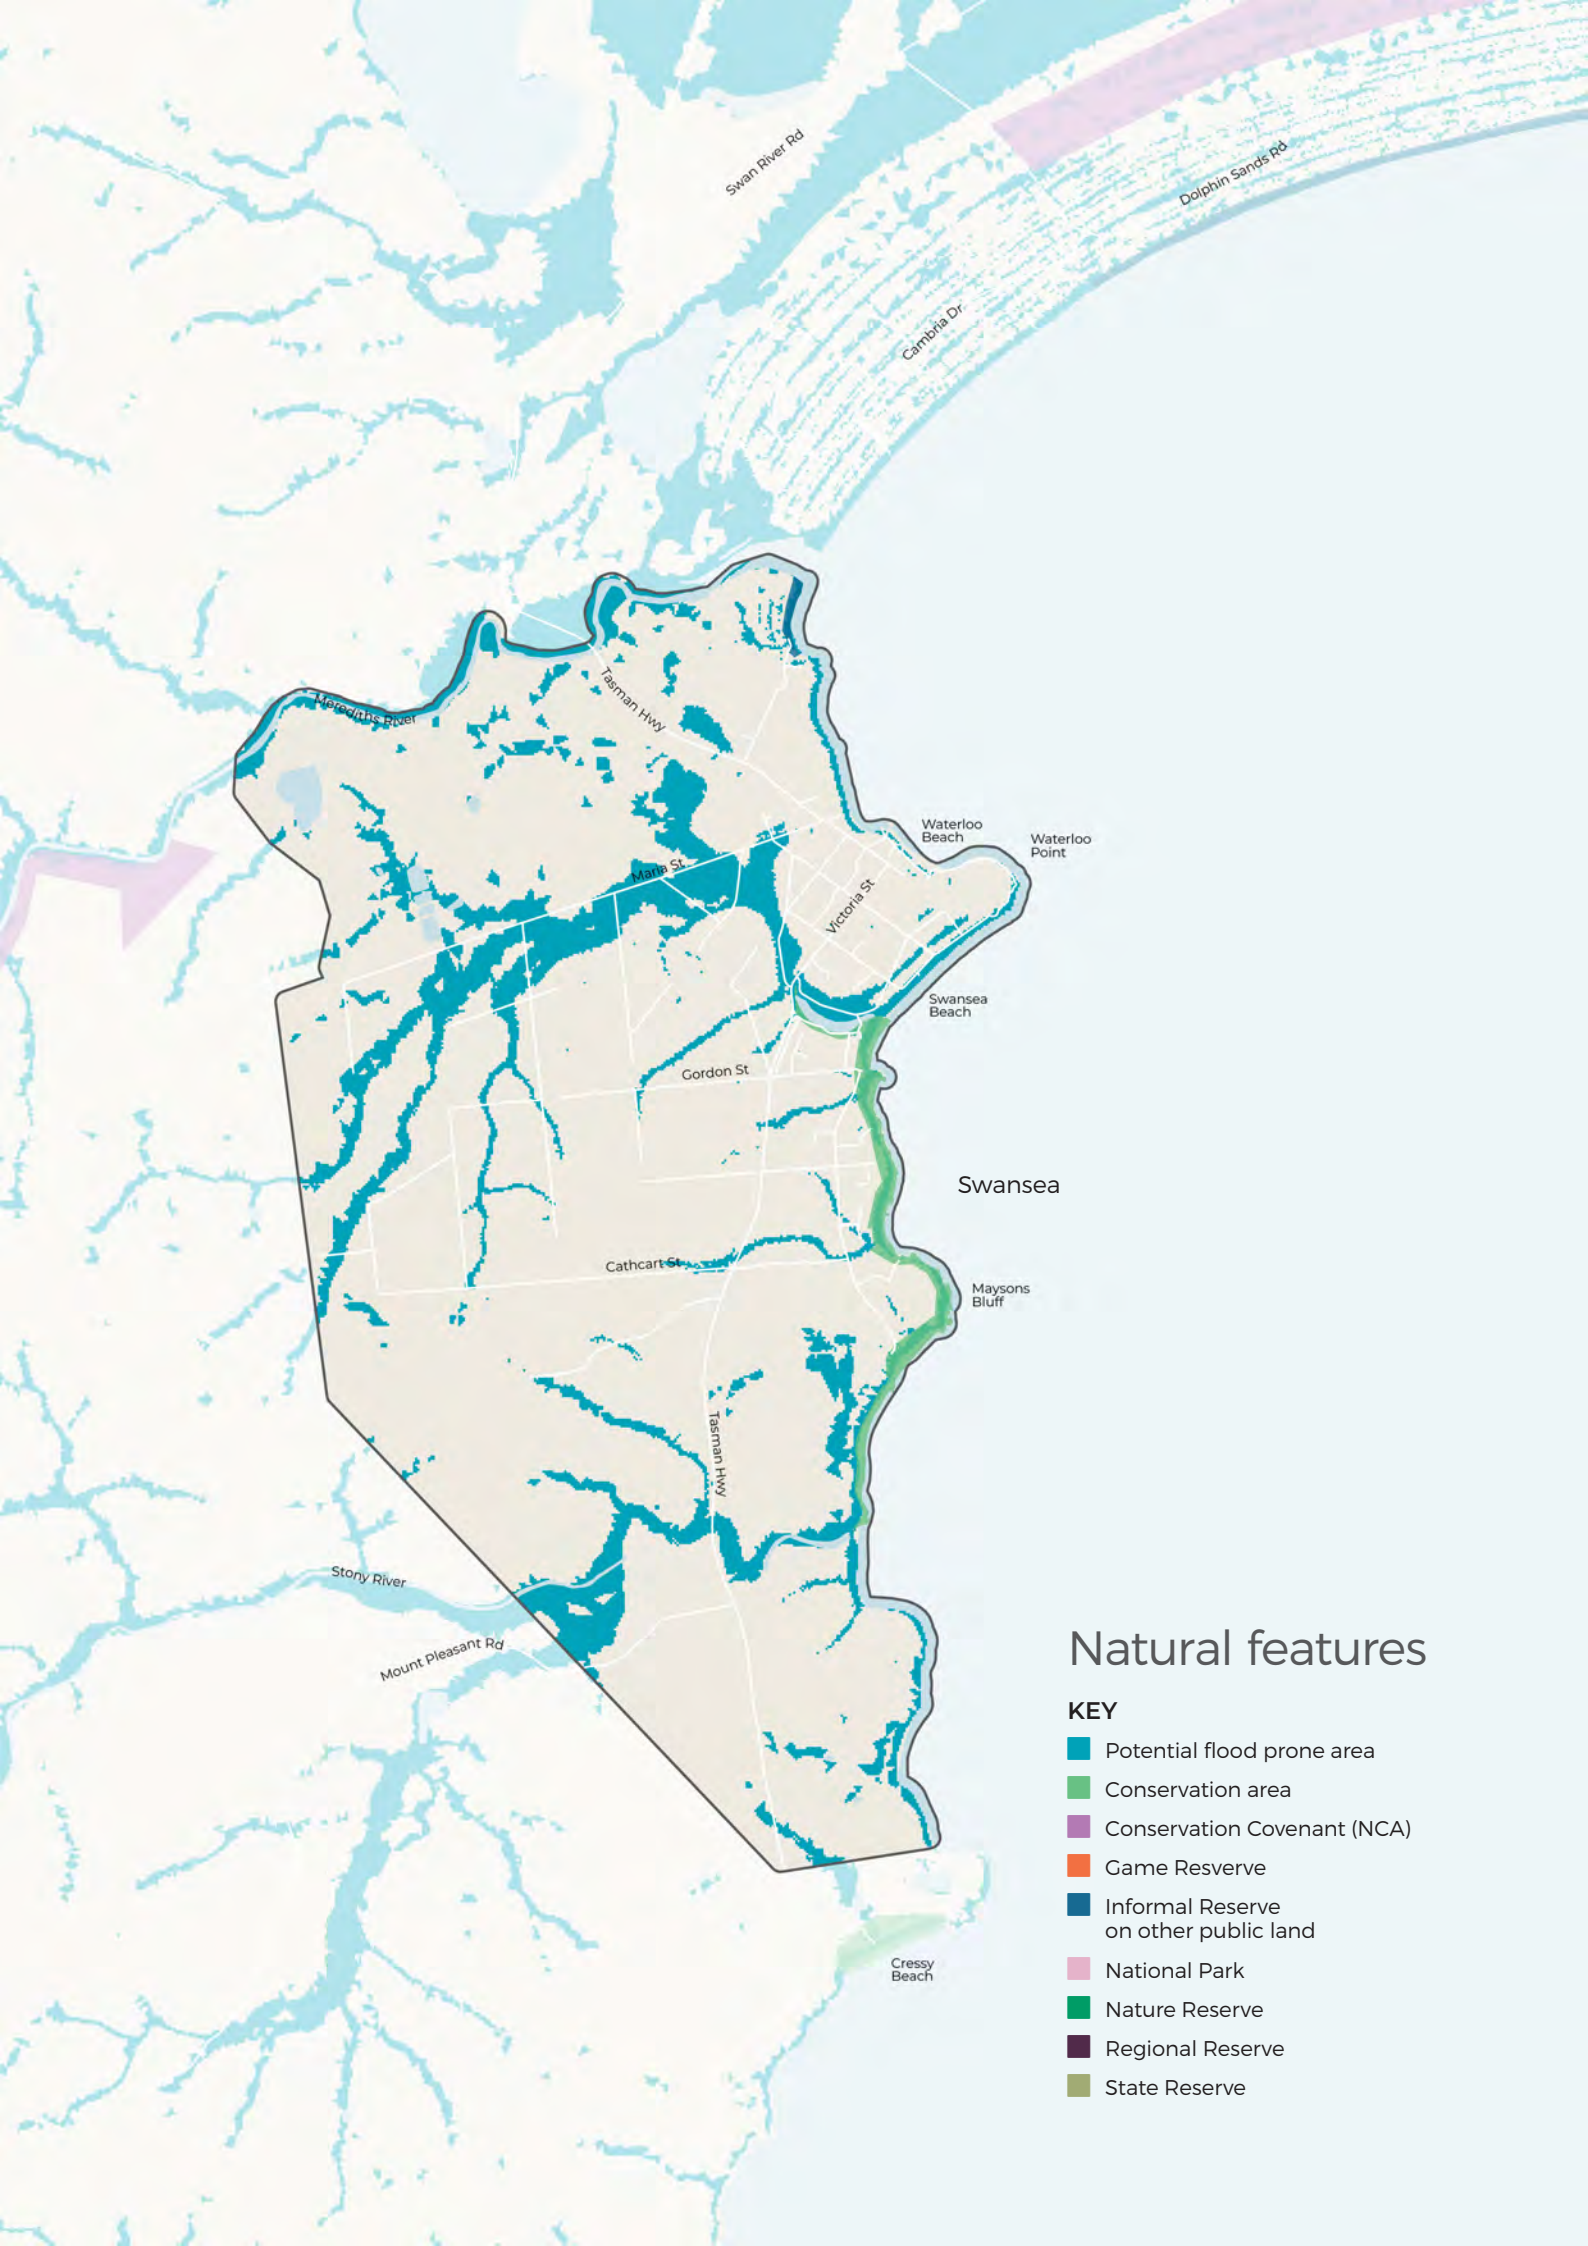 Swan River Rd
Dolphin Sands Rd
Cambria Dr
Tasman Hwy
Merediths River
Waterloo
Beach
Waterloo
Point
Maria St
Victoria St
Swansea
Beach
Gordon St
Swansea
Cathcart St
Maysons
Bluff
Tasman Hwy
Stony River
Mount Pleasant Rd
Cressy
Beach
Natural features
KEY
Potential flood prone area
Conservation area
Conservation Covenant (NCA)
Game Resverve
Informal Reserve
on other public land
National Park
Nature Reserve
Regional Reserve
State Reserve